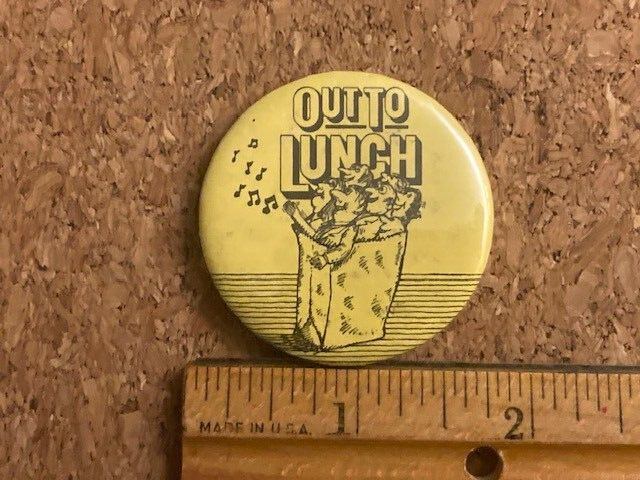 OUT TO
LUNCH
1
2
MADE IN U.S.A.